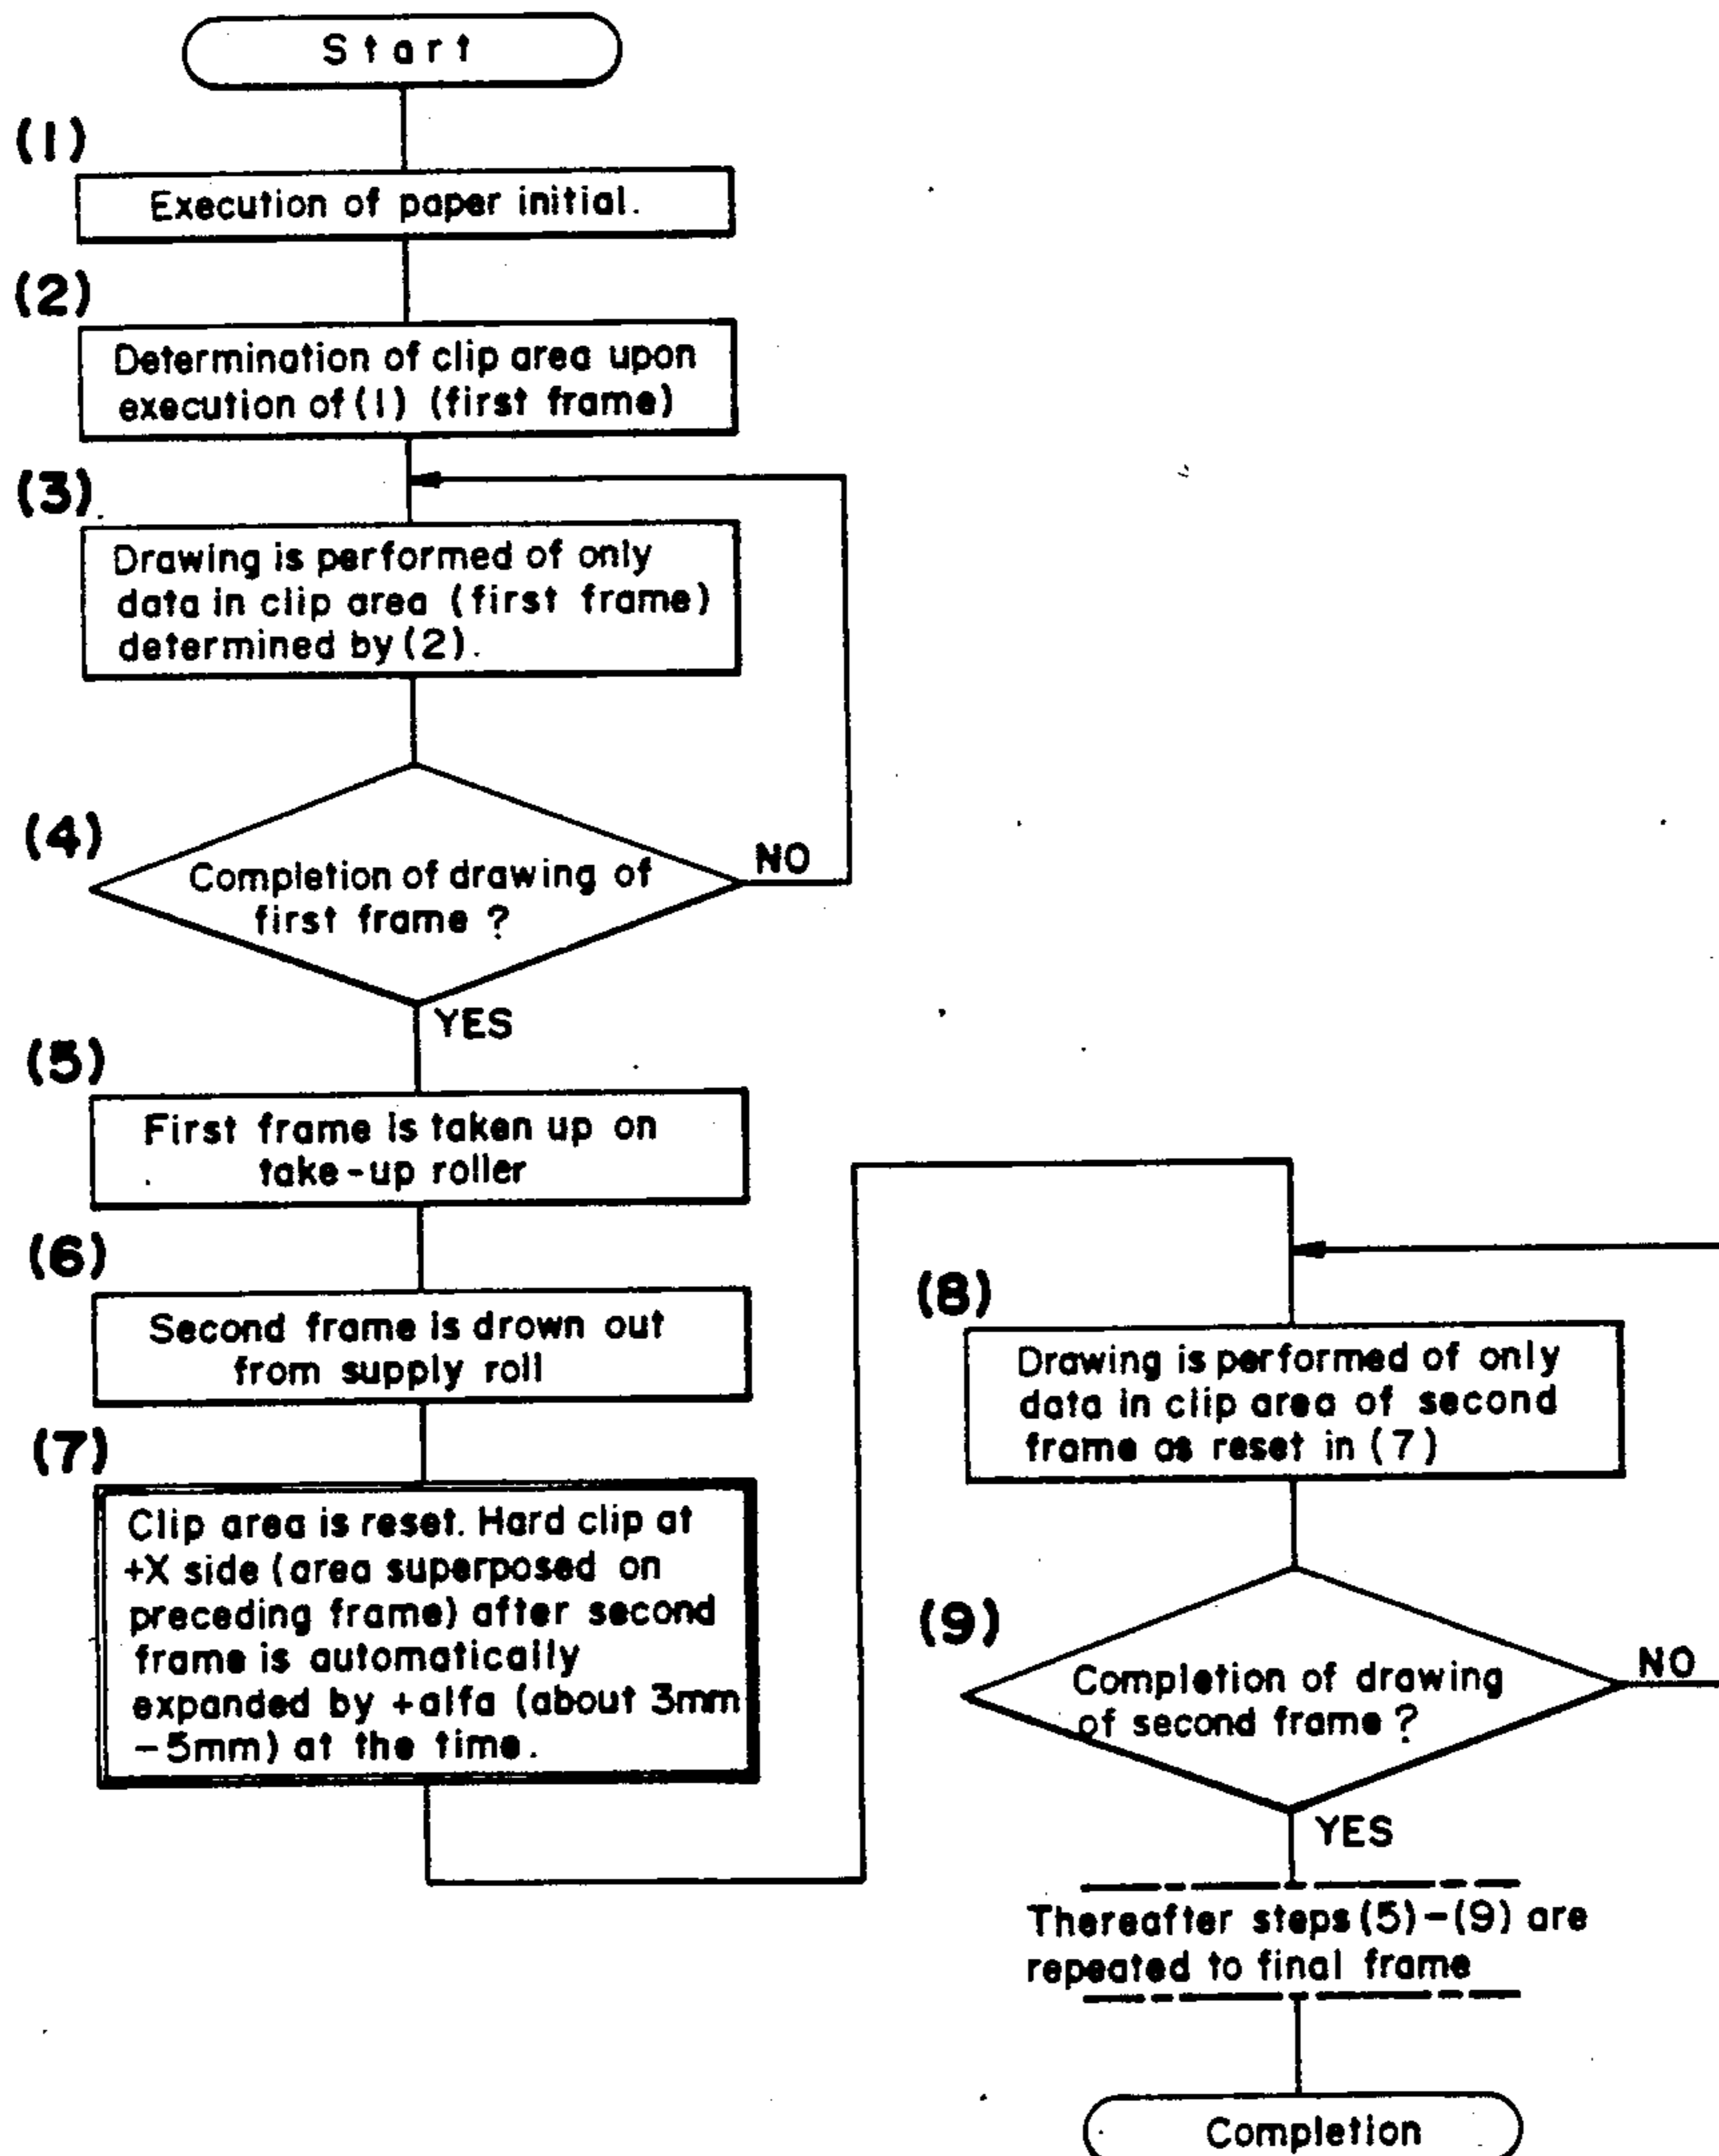 Start
(1)
Execution of paper initial.
(2)
Determination of clip area upon
execution of (1) (first frame)
(3)
Drawing is performed of only
data in clip area (first frame)
determined by (2).
(4)
Completion of drawing of
first frame ?
NO
YES
(5)
First frame is taken up on
take-up roller
(6)
Second frame is drown out
from supply roll
(7)
Clip area is reset. Hard clip at
+X side (area superposed on
preceding frame) after second
frame is automatically
expanded by +alfa (about 3mm
-5mm) at the time.
(8)
Drawing is performed of only
data in clip area of second
frame as reset in (7)
(9)
Completion of drawing
of second frame ?
NO
YES
Thereafter steps (5)-(9) are
repeated to final frame
Completion